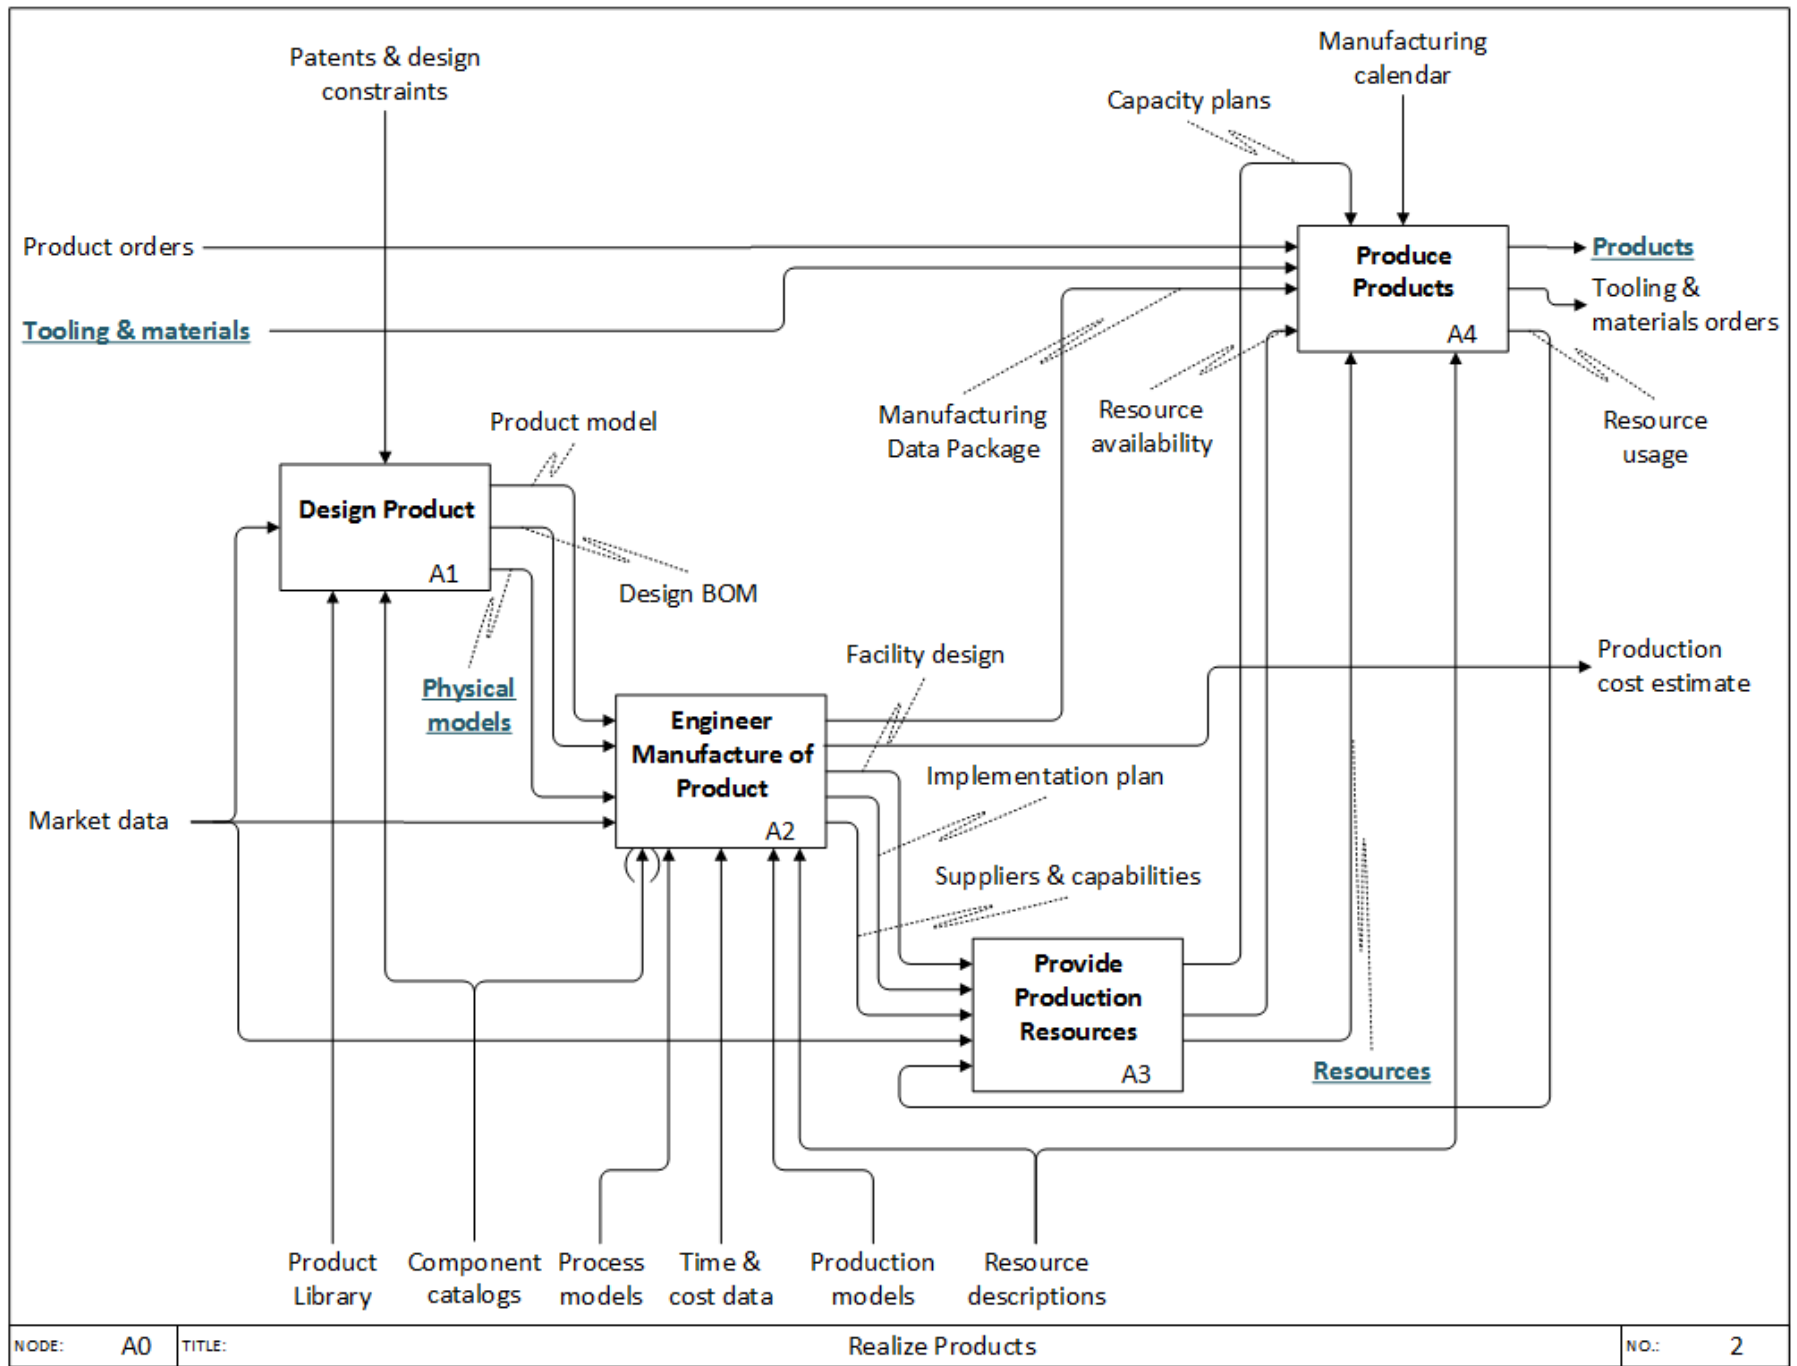 Patents & design
constraints
Manufacturing
calendar
Capacity plans
Product orders
Tooling & materials
Produce
Products
A4
Products
Tooling &
materials orders
Manufacturing
Data Package
Resource
availability
Resource
usage
Product model
Design Product
A1
Design BOM
Physical
models
Facility design
Production
cost estimate
Engineer
Manufacture of
Product
A2
Implementation plan
Market data
Suppliers & capabilities
Provide
Production
Resources
A3
Resources
Product
Library
Component
catalogs
Process
models
Time &
cost data
Production
models
Resource
descriptions
NODE: A0 TITLE: Realize Products NO.: 2